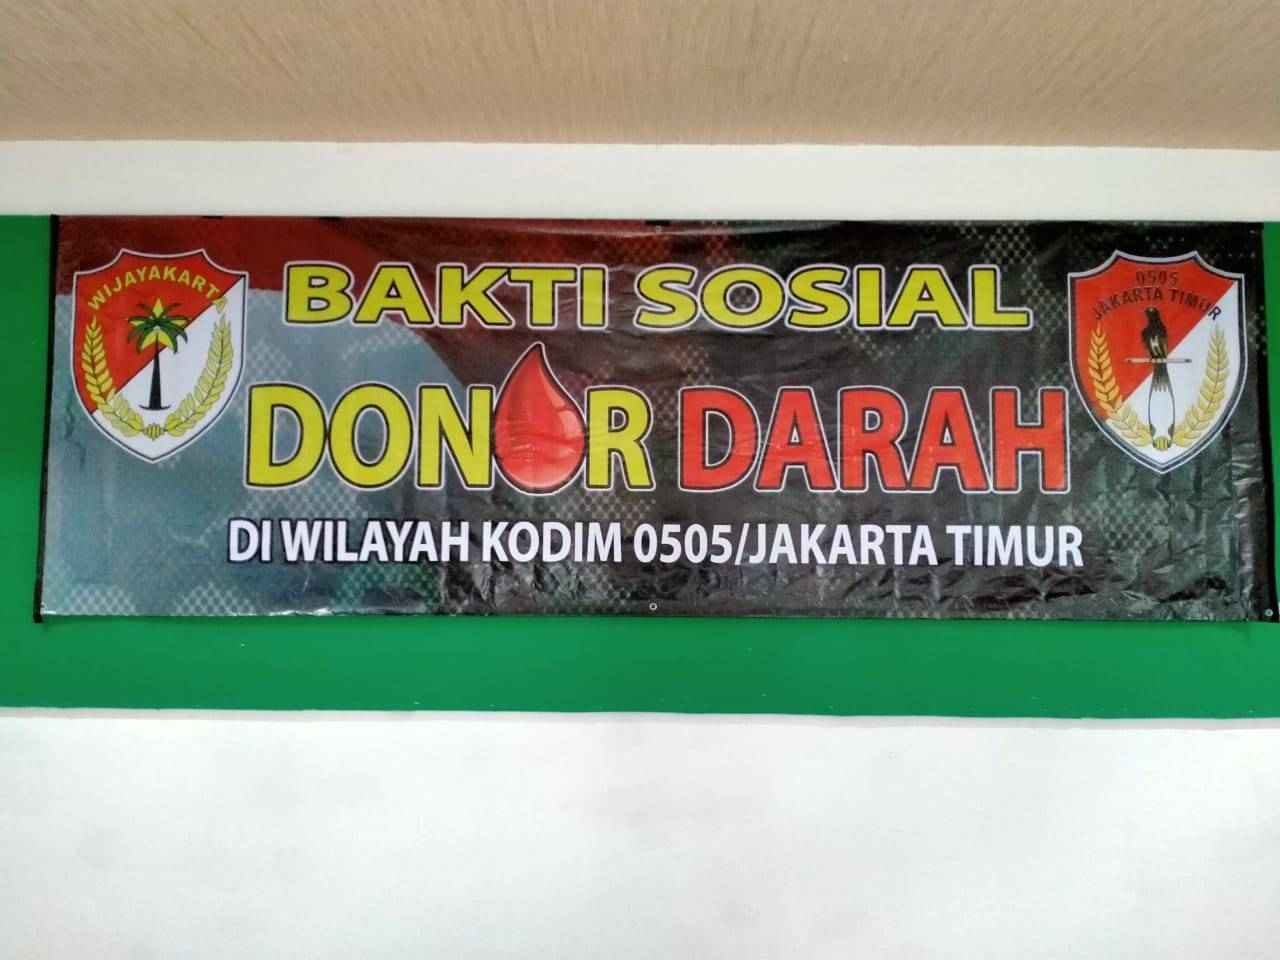 WIJAYAKARTA
BAKTI SOSIAL
DONOR DARAH
DI WILAYAH KODIM 0505/JAKARTA TIMUR
0505
JAKARTA TIMUR